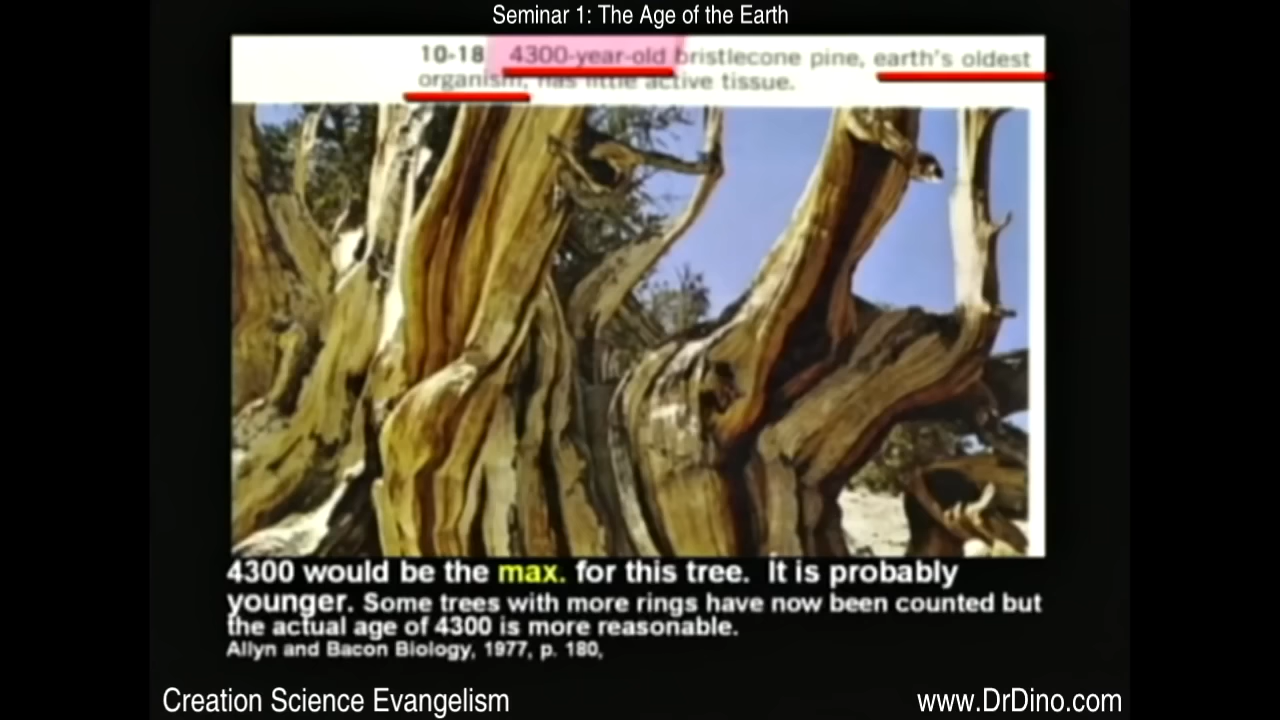 Seminar 1: The Age of the Earth
10-18 4300-year-old bristlecone pine, earth's oldest
organism, has little active tissue.
4300 would be the max. for this tree. It is probably
younger. Some trees with more rings have now been counted but
the actual age of 4300 is more reasonable.
Allyn and Bacon Biology, 1977, p. 180,
Creation Science Evangelism
www.DrDino.com